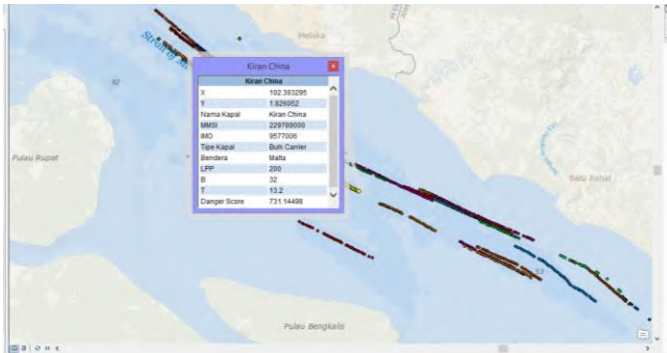 Melaka
Strait of M
Kiran China
Kiran China
X 102.393295
Y 1.826052
Nama Kapal Kiran China
MMSI 229780000
IMO 9577006
Tipe Kapal Bulk Carrier
Bendera Malta
LPP 200
B 32
T 13.2
Danger Score 731.14498
Pulau Rupat
Batu Pahat
Pulau Bengkalis